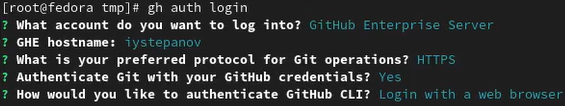 [root@fedora tmp]# gh auth login
? What account do you want to log into? GitHub Enterprise Server
? GHE hostname: iystepanov
? What is your preferred protocol for Git operations? HTTPS
? Authenticate Git with your GitHub credentials? Yes
? How would you like to authenticate GitHub CLI? Login with a web browser